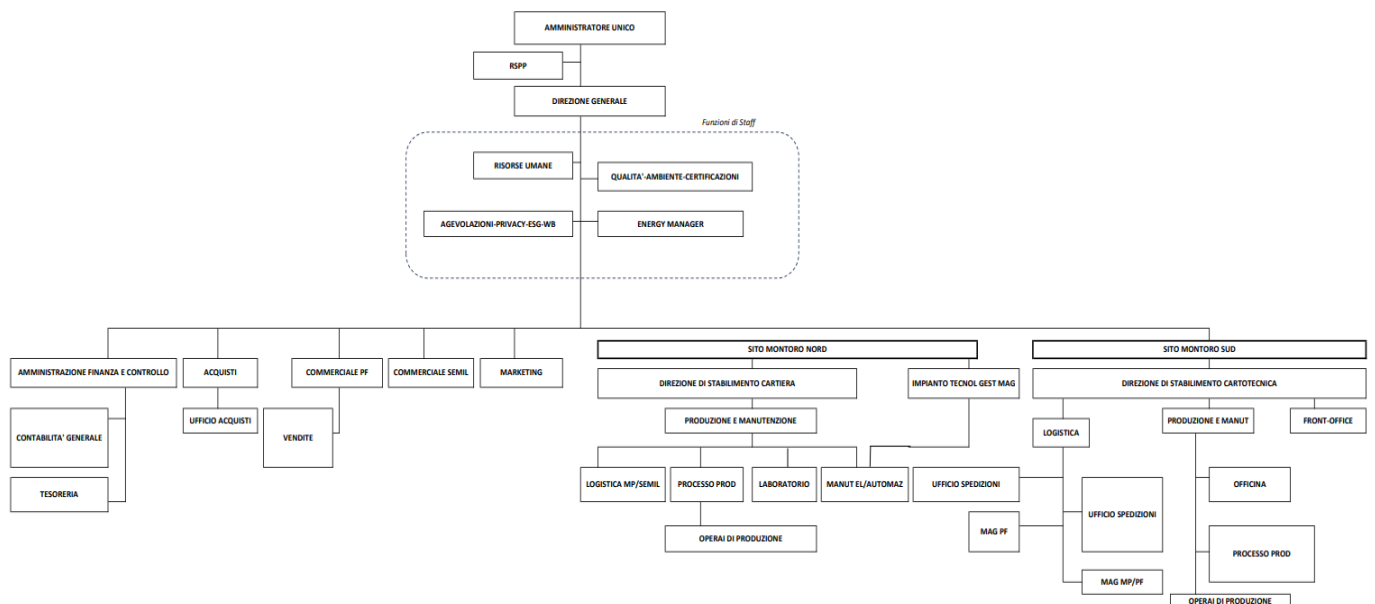 AMMINISTRATORE UNICO
RSPP
DIREZIONE GENERALE
Funzioni di Staff
RISORSE UMANE
QUALITA'-AMBIENTE-CERTIFICAZIONI
AGEVOLAZIONI-PRIVACY-ESG-WB
ENERGY MANAGER
SITO MONTORO NORD
SITO MONTORO SUD
AMMINISTRAZIONE FINANZA E CONTROLLO
ACQUISTI
COMMERCIALE PF
COMMERCIALE SEMIL
MARKETING
DIREZIONE DI STABILIMENTO CARTIERA
IMPIANTO TECNOL GEST MAG
DIREZIONE DI STABILIMENTO CARTOTECNICA
CONTABILITA' GENERALE
UFFICIO ACQUISTI
VENDITE
PRODUZIONE E MANUTENZIONE
LOGISTICA
PRODUZIONE E MANUT
FRONT-OFFICE
TESORERIA
LOGISTICA MP/SEMIL
PROCESSO PROD
LABORATORIO
MANUT EL/AUTOMAZ
UFFICIO SPEDIZIONI
OFFICINA
UFFICIO SPEDIZIONI
OPERAI DI PRODUZIONE
MAG PF
PROCESSO PROD
MAG MP/PF
OPERAI DI PRODUZIONE